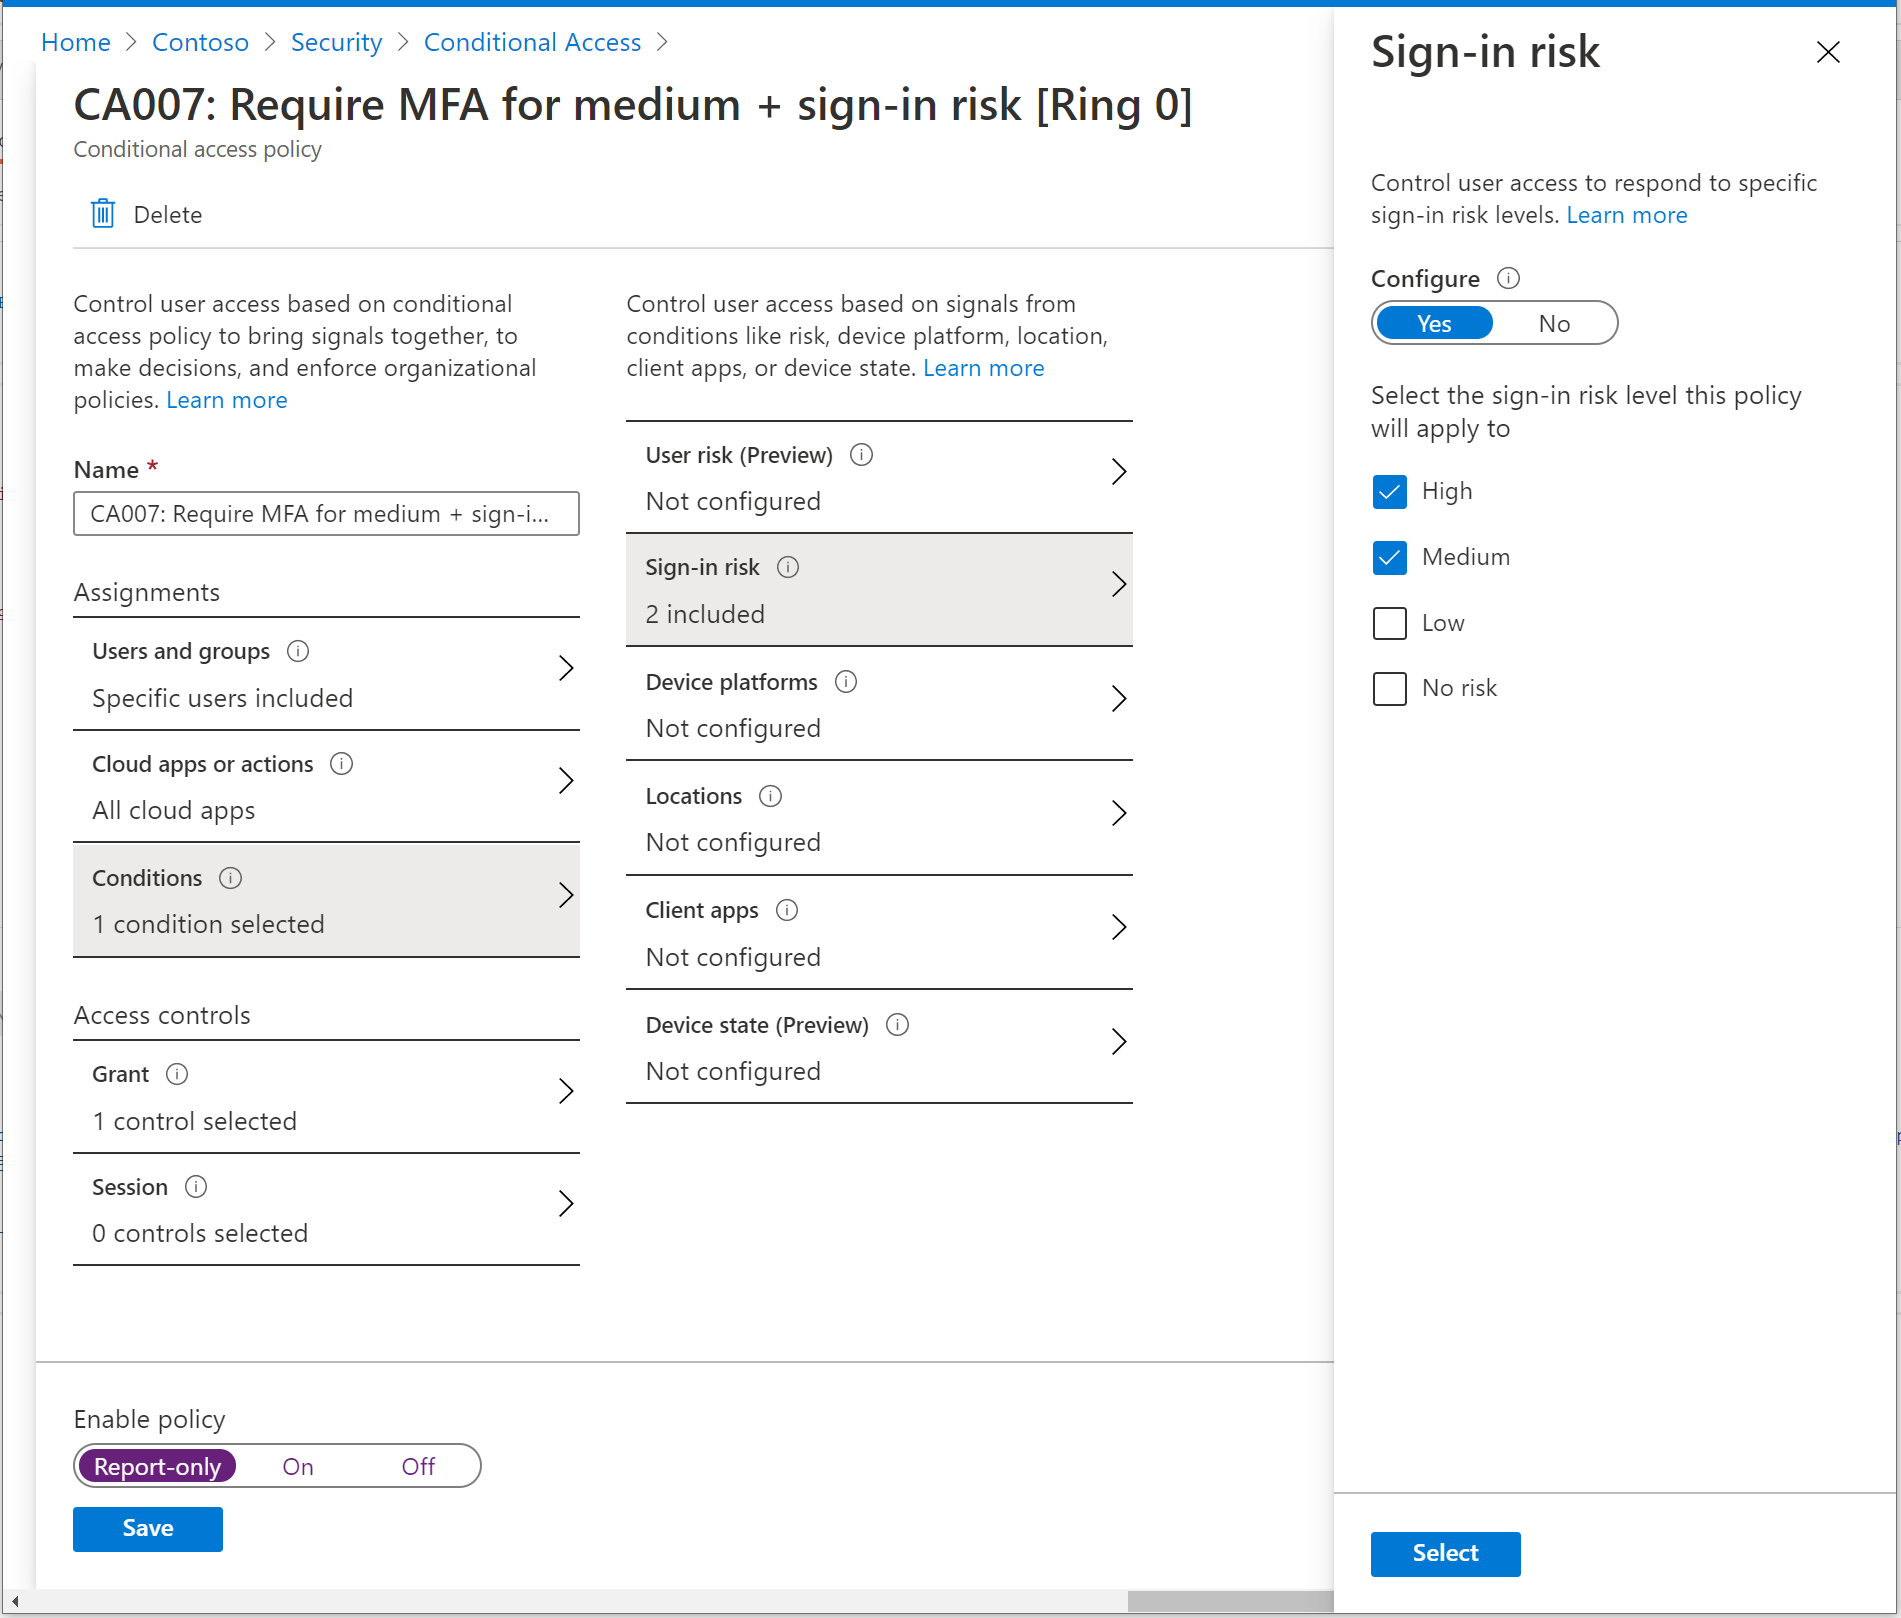 Home > Contoso > Security > Conditional Access >
CA007: Require MFA for medium + sign-in risk [Ring 0]
Conditional access policy
Delete
Control user access based on conditional
access policy to bring signals together, to
make decisions, and enforce organizational
policies. Learn more
Name *
CA007: Require MFA for medium + sign-i...
Assignments
Users and groups
Specific users included
Cloud apps or actions
All cloud apps
Conditions
1 condition selected
Access controls
Grant
1 control selected
Session
0 controls selected
Control user access based on signals from
conditions like risk, device platform, location,
client apps, or device state. Learn more
User risk (Preview)
Not configured
Sign-in risk
2 included
Device platforms
Not configured
Locations
Not configured
Client apps
Not configured
Device state (Preview)
Not configured
Enable policy
Report-only On Off
Save
Sign-in risk
Control user access to respond to specific
sign-in risk levels. Learn more
Configure
Yes No
Select the sign-in risk level this policy
will apply to
High
Medium
Low
No risk
Select